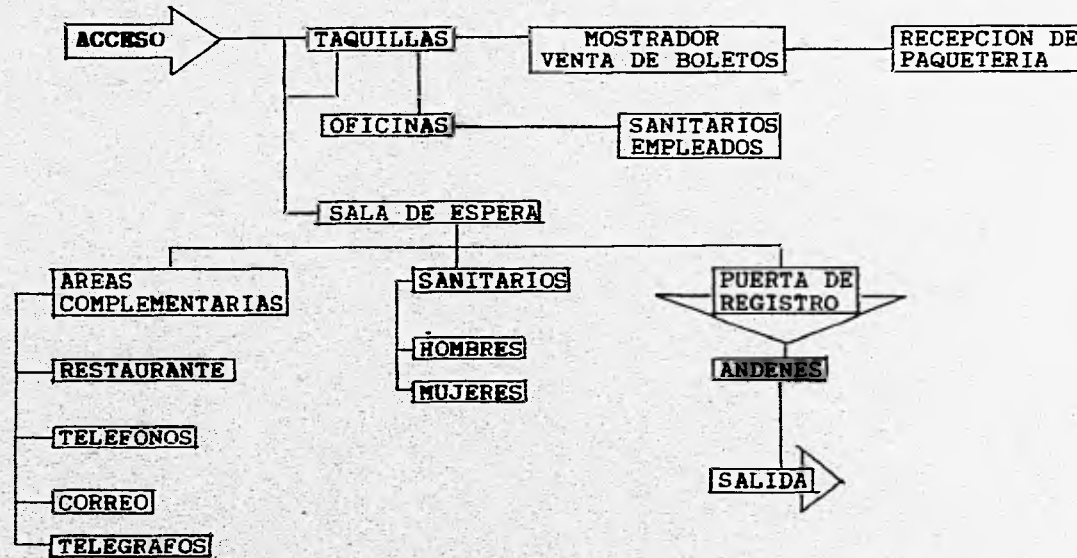 ACCESO
TAQUILLAS
MOSTRADOR
VENTA DE BOLETOS
RECEPCION DE
PAQUETERIA
OFICINAS
SANITARIOS
EMPLEADOS
SALA DE ESPERA
AREAS
COMPLEMENTARIAS
SANITARIOS
PUERTA DE
REGISTRO
HOMBRES
RESTAURANTE
ANDENES
MUJERES
TELEFONOS
SALIDA
CORREO
TELEGRAFOS